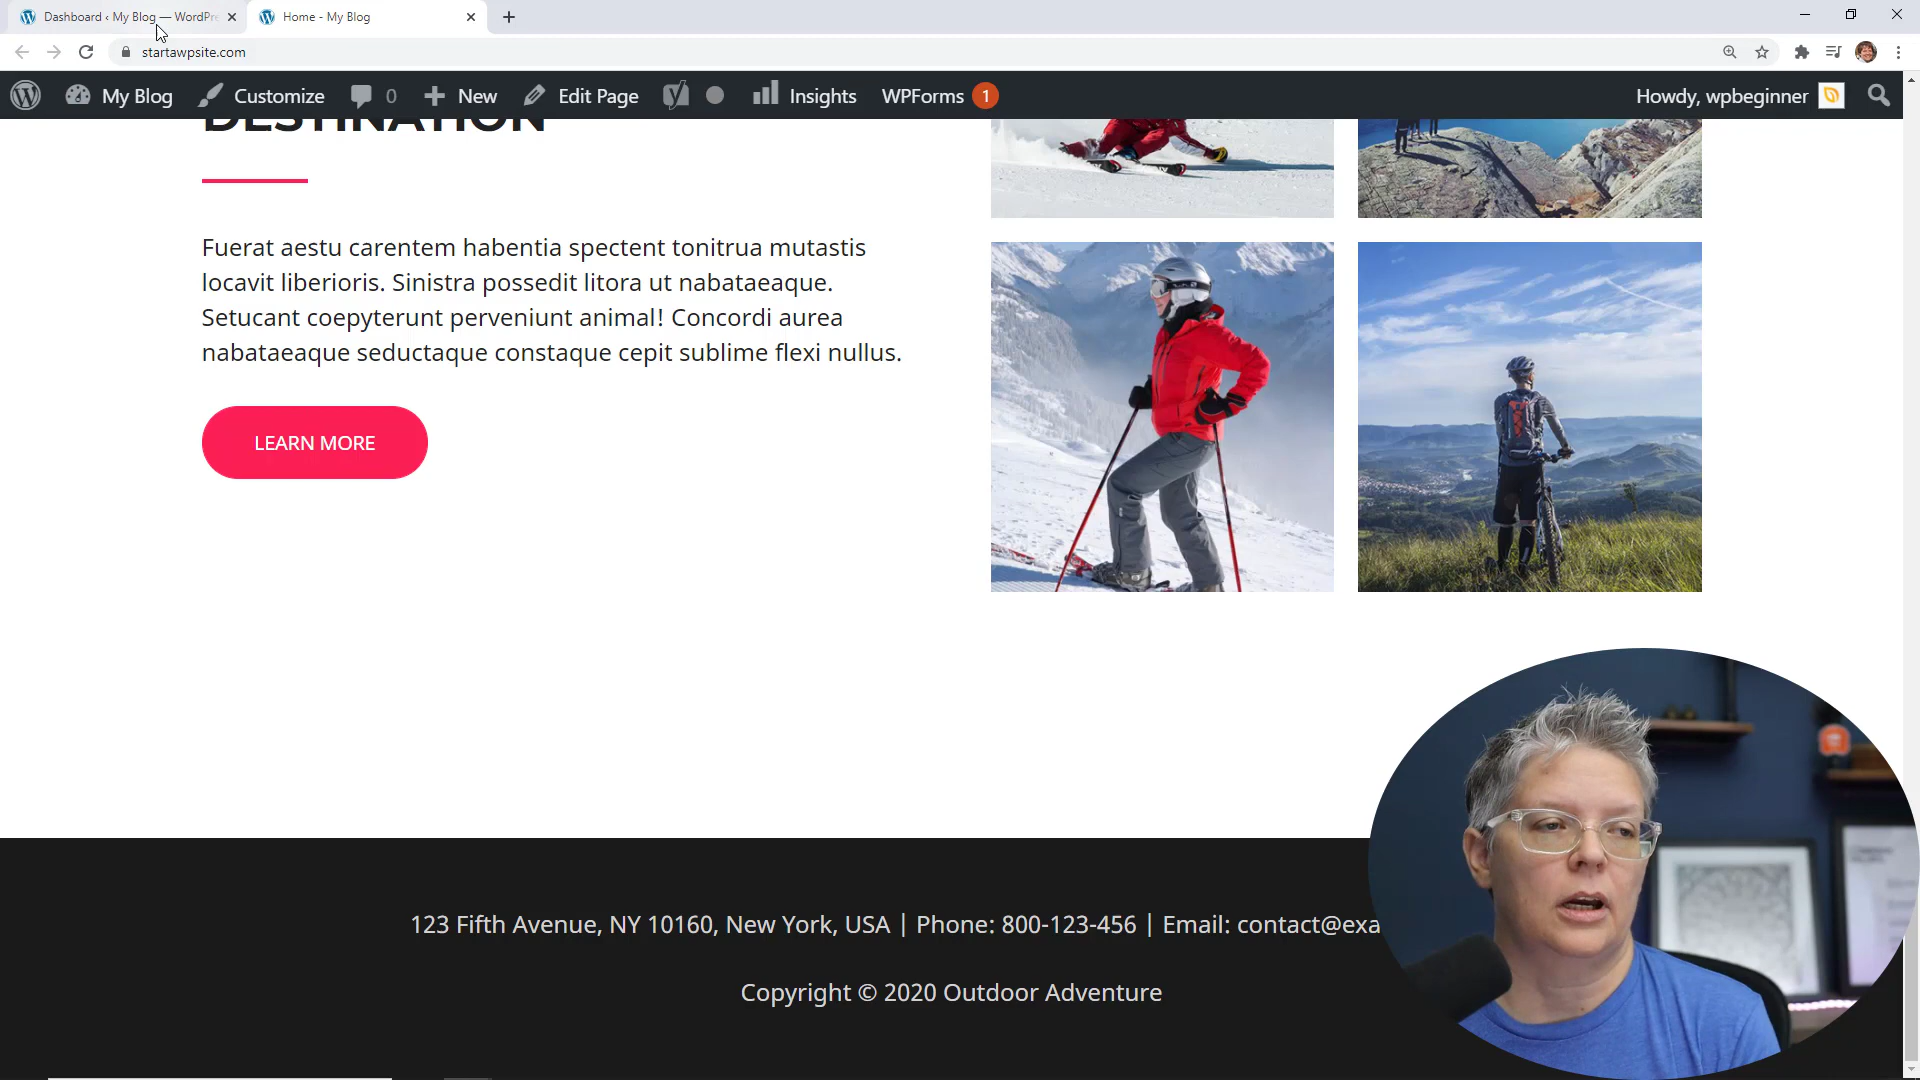 Dashboard ‹ My Blog — WordPre
Home - My Blog
startawpsite.com
My Blog
Customize
0
New
Edit Page
Insights
WPForms 1
Howdy, wpbeginner
DESTINATION
Fuerat aestu carentem habentia spectent tonitrua mutastis
locavit liberioris. Sinistra possedit litora ut nabataeaque.
Setucant coepyterunt perveniunt animal! Concordi aurea
nabataeaque seductaque constaque cepit sublime flexi nullus.
LEARN MORE
123 Fifth Avenue, NY 10160, New York, USA | Phone: 800-123-456 | Email: contact@exa
Copyright © 2020 Outdoor Adventure